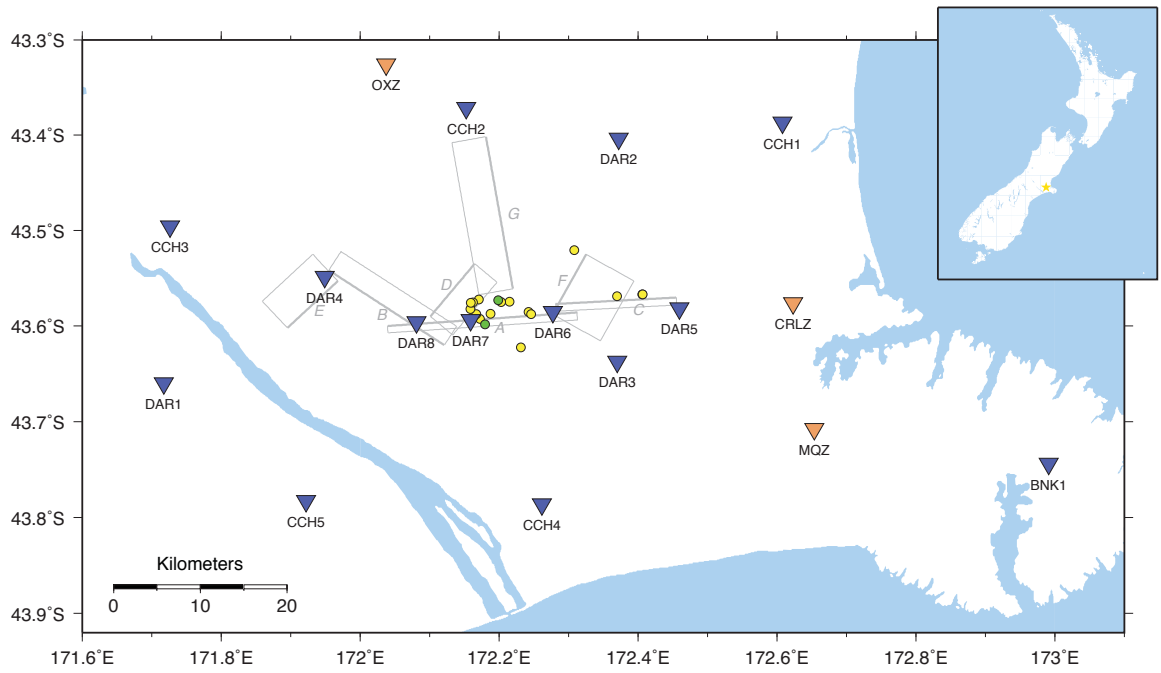 43.3°S
OXZ
CCH2
43.4°S
CCH1
DAR2
G
43.5°S
CCH3
D
F
DAR4
E
B
C
43.6°S
A
DAR8
DAR7
DAR6
DAR5
CRLZ
DAR3
DAR1
43.7°S
MQZ
BNK1
43.8°S
CCH5
CCH4
Kilometers
0 10 20
43.9°S
171.6°E 171.8°E 172°E 172.2°E 172.4°E 172.6°E 172.8°E 173°E